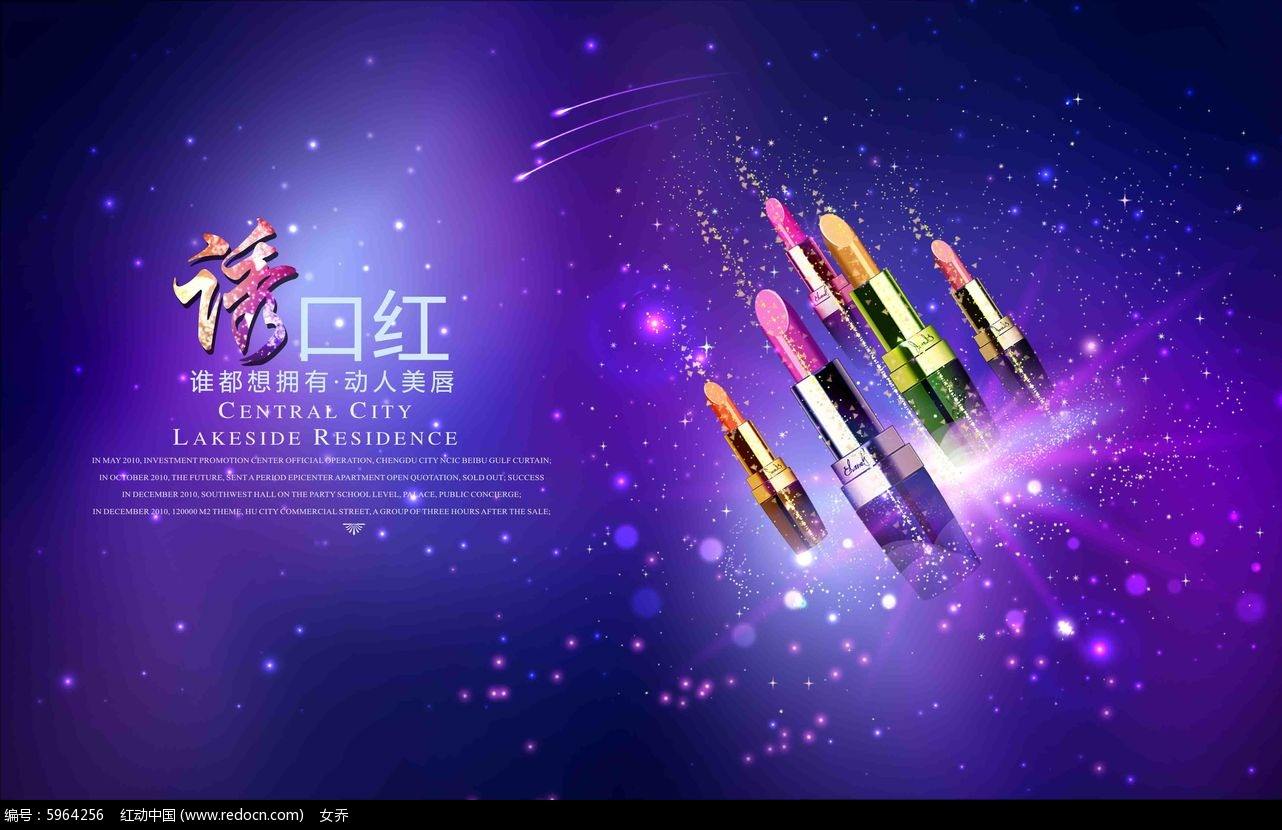 诱口红
谁都想拥有·动人美唇
CENTRAL CITY
LAKESIDE RESIDENCE
IN MAY 2010, INVESTMENT PROMOTION CENTER OFFICIAL OPERATION, CHENGDU CITY NCIC BEIBU GULF CURTAIN;
IN OCTOBER 2010, THE FUTURE, SENT A PERIOD EPICENTER APARTMENT OPEN QUOTATION, SOLD OUT; SUCCESS
IN DECEMBER 2010, SOUTHWEST HALL ON THE PARTY SCHOOL LEVEL, PALACE, PUBLIC CONCIERGE;
IN DECEMBER 2010, 120000 M2 THEME, HU CITY COMMERCIAL STREET, A GROUP OF THREE HOURS AFTER THE SALE;
编号：5964256 红动中国 (www.redocn.com) 女乔